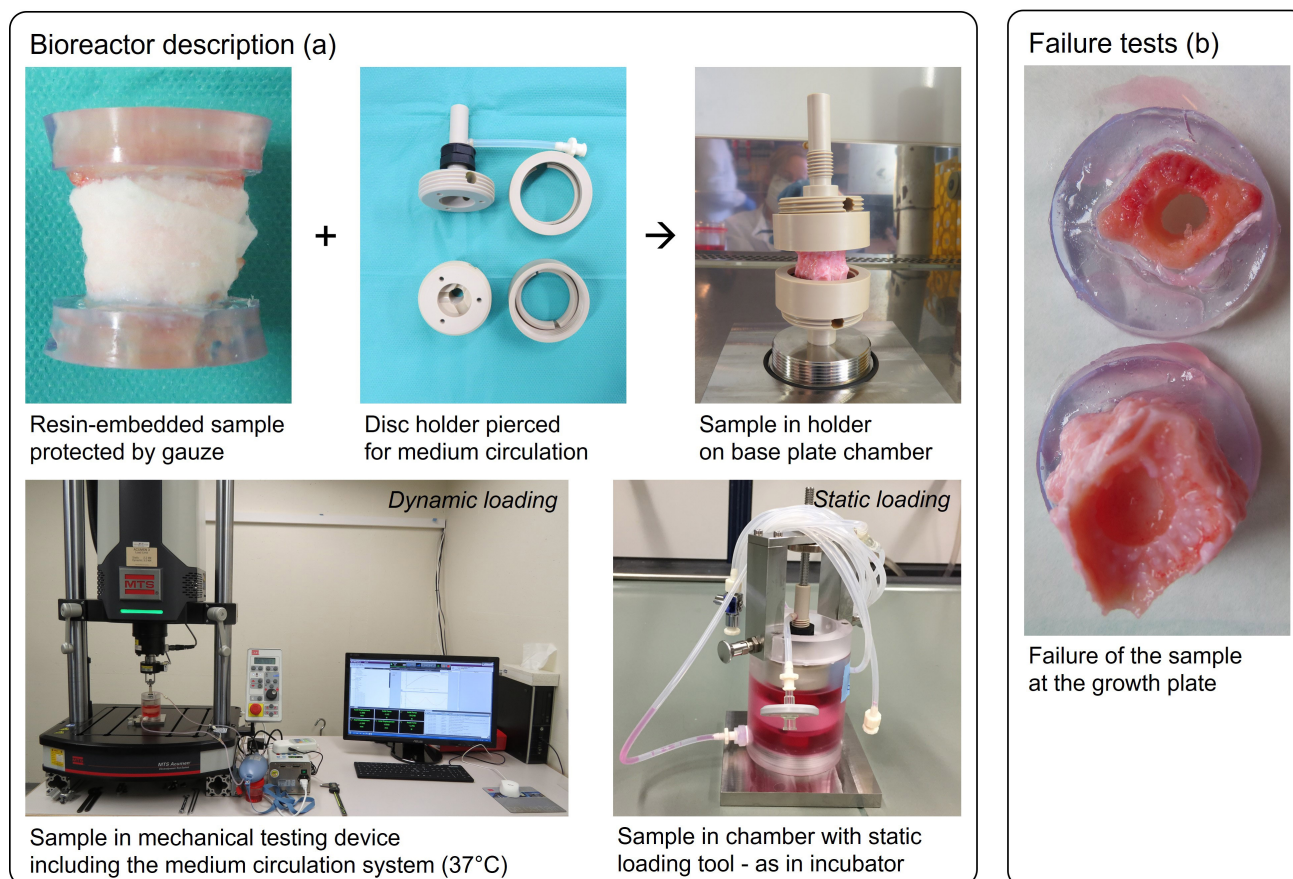 Bioreactor description (a)
+
→
Resin-embedded sample
protected by gauze
Disc holder pierced
for medium circulation
Sample in holder
on base plate chamber
Dynamic loading
MTS
MTS Acumen
Static loading
Sample in mechanical testing device
including the medium circulation system (37°C)
Sample in chamber with static
loading tool - as in incubator
Failure tests (b)
Failure of the sample
at the growth plate